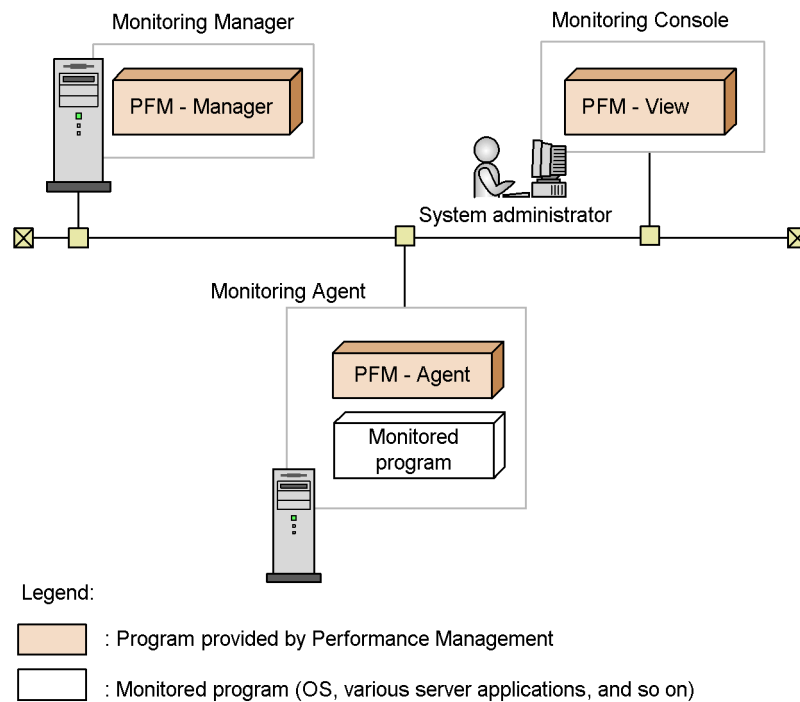 Monitoring Manager
PFM - Manager
Monitoring Console
PFM - View
System administrator
Monitoring Agent
PFM - Agent
Monitored
program
Legend:
: Program provided by Performance Management
: Monitored program (OS, various server applications, and so on)